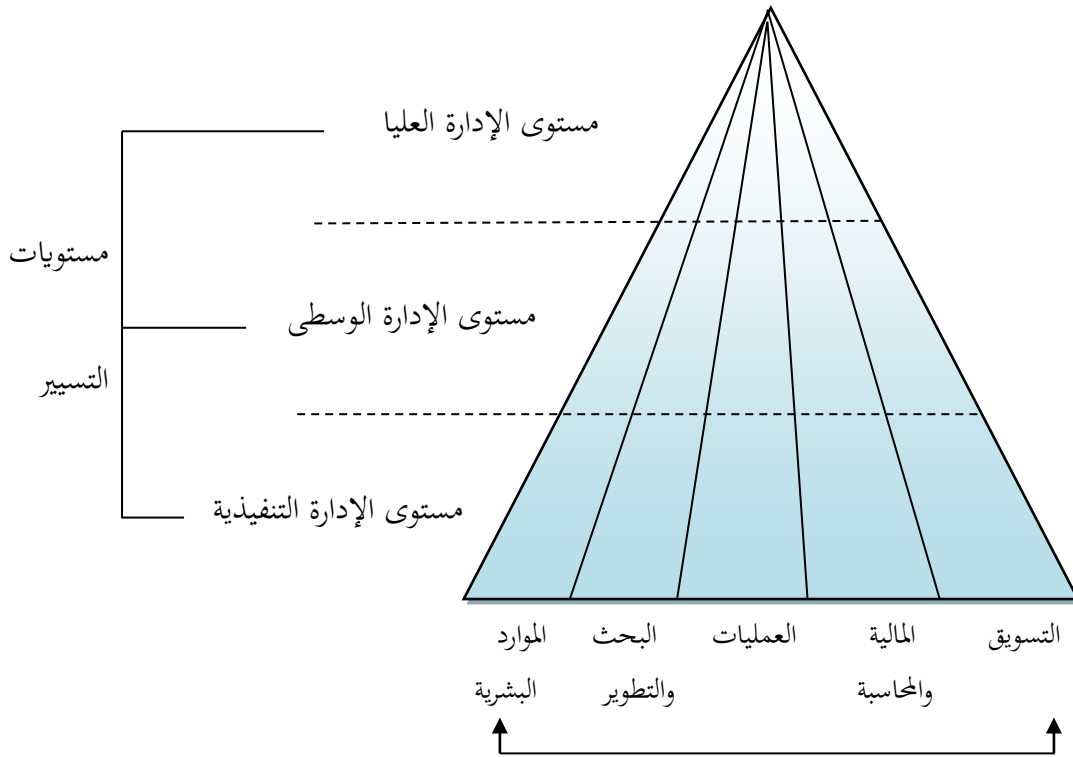 مستوى الإدارة العليا
مستويات
مستوى الإدارة الوسطى
التسيير
مستوى الإدارة التنفيذية
التسويق
المالية
والمحاسبة
العمليات
البحث
والتطوير
الموارد
البشرية